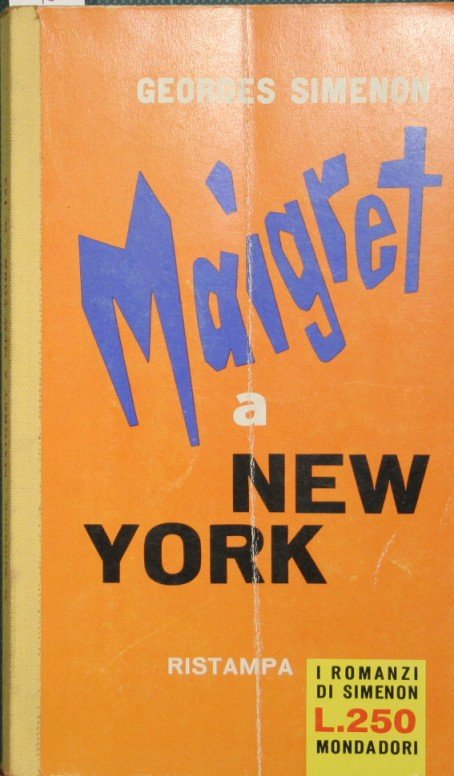 GEORGES SIMENON
Maigret
a
NEW
YORK
RISTAMPA
I ROMANZI
DI SIMENON
L.250
MONDADORI